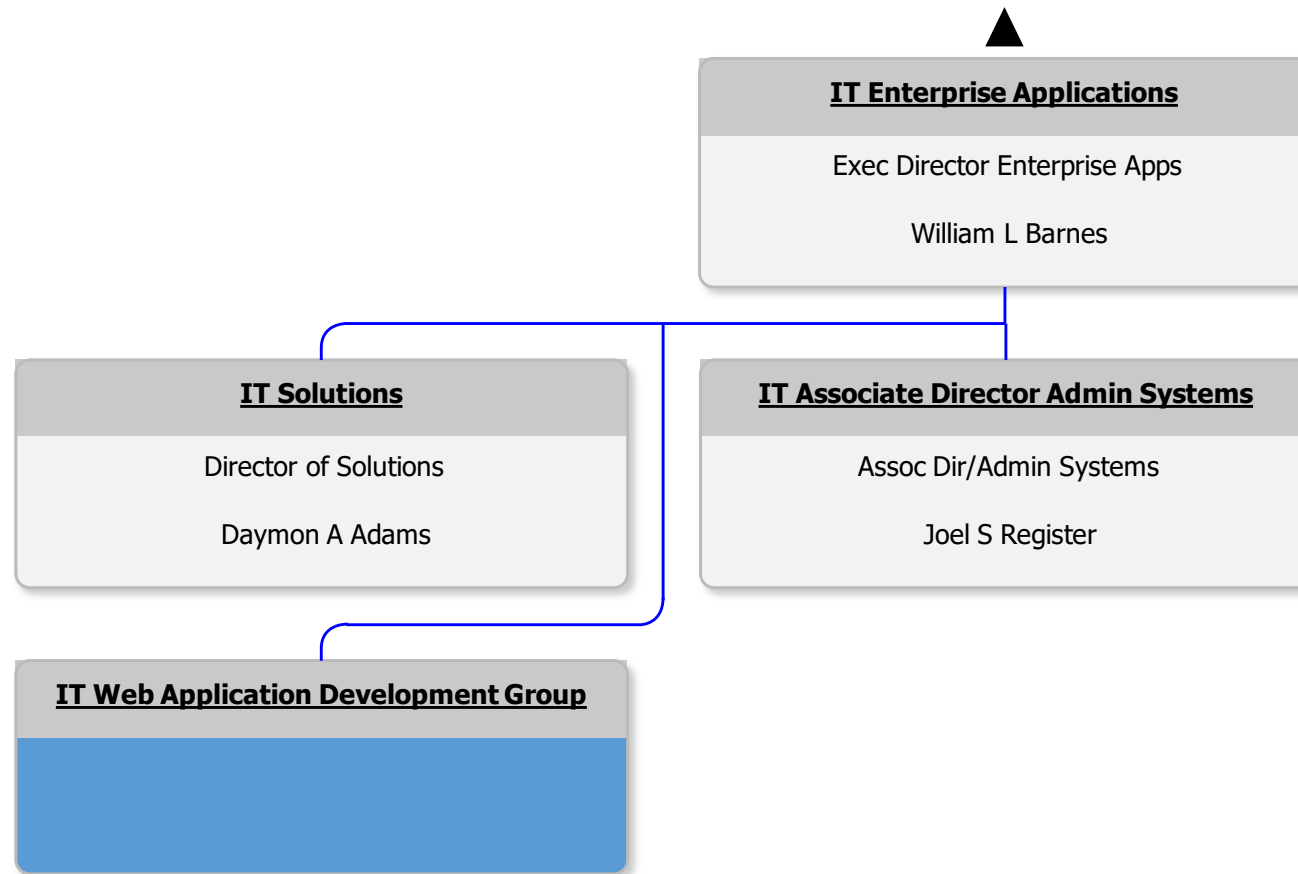 IT Enterprise Applications
Exec Director Enterprise Apps
William L Barnes
IT Solutions
Director of Solutions
Daymon A Adams
IT Associate Director Admin Systems
Assoc Dir/Admin Systems
Joel S Register
IT Web Application Development Group